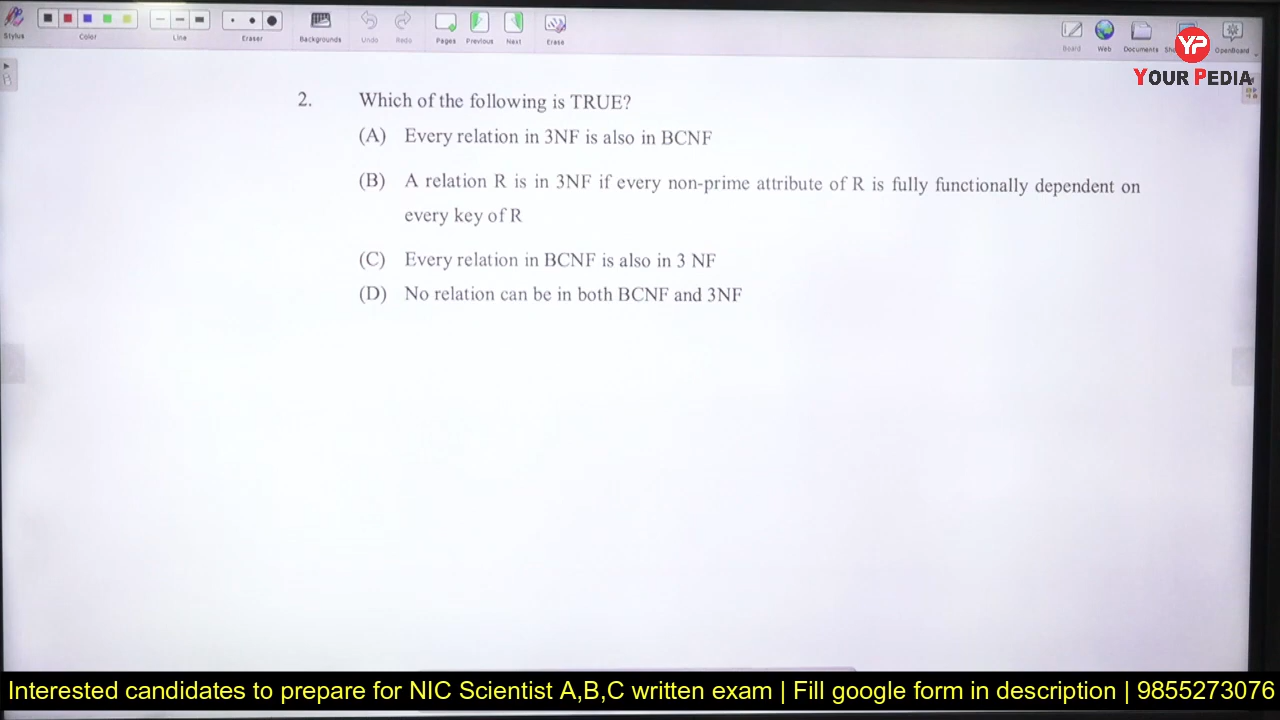 Stylus
Color
Line
Eraser
Backgrounds
Undo
Redo
Pages
Previous
Next
Erase
Board
Web
Documents
OpenBoard
YP
YOUR PEDIA
2. Which of the following is TRUE?
(A) Every relation in 3NF is also in BCNF
(B) A relation R is in 3NF if every non-prime attribute of R is fully functionally dependent on
every key of R
(C) Every relation in BCNF is also in 3 NF
(D) No relation can be in both BCNF and 3NF
Interested candidates to prepare for NIC Scientist A,B,C written exam | Fill google form in description | 9855273076